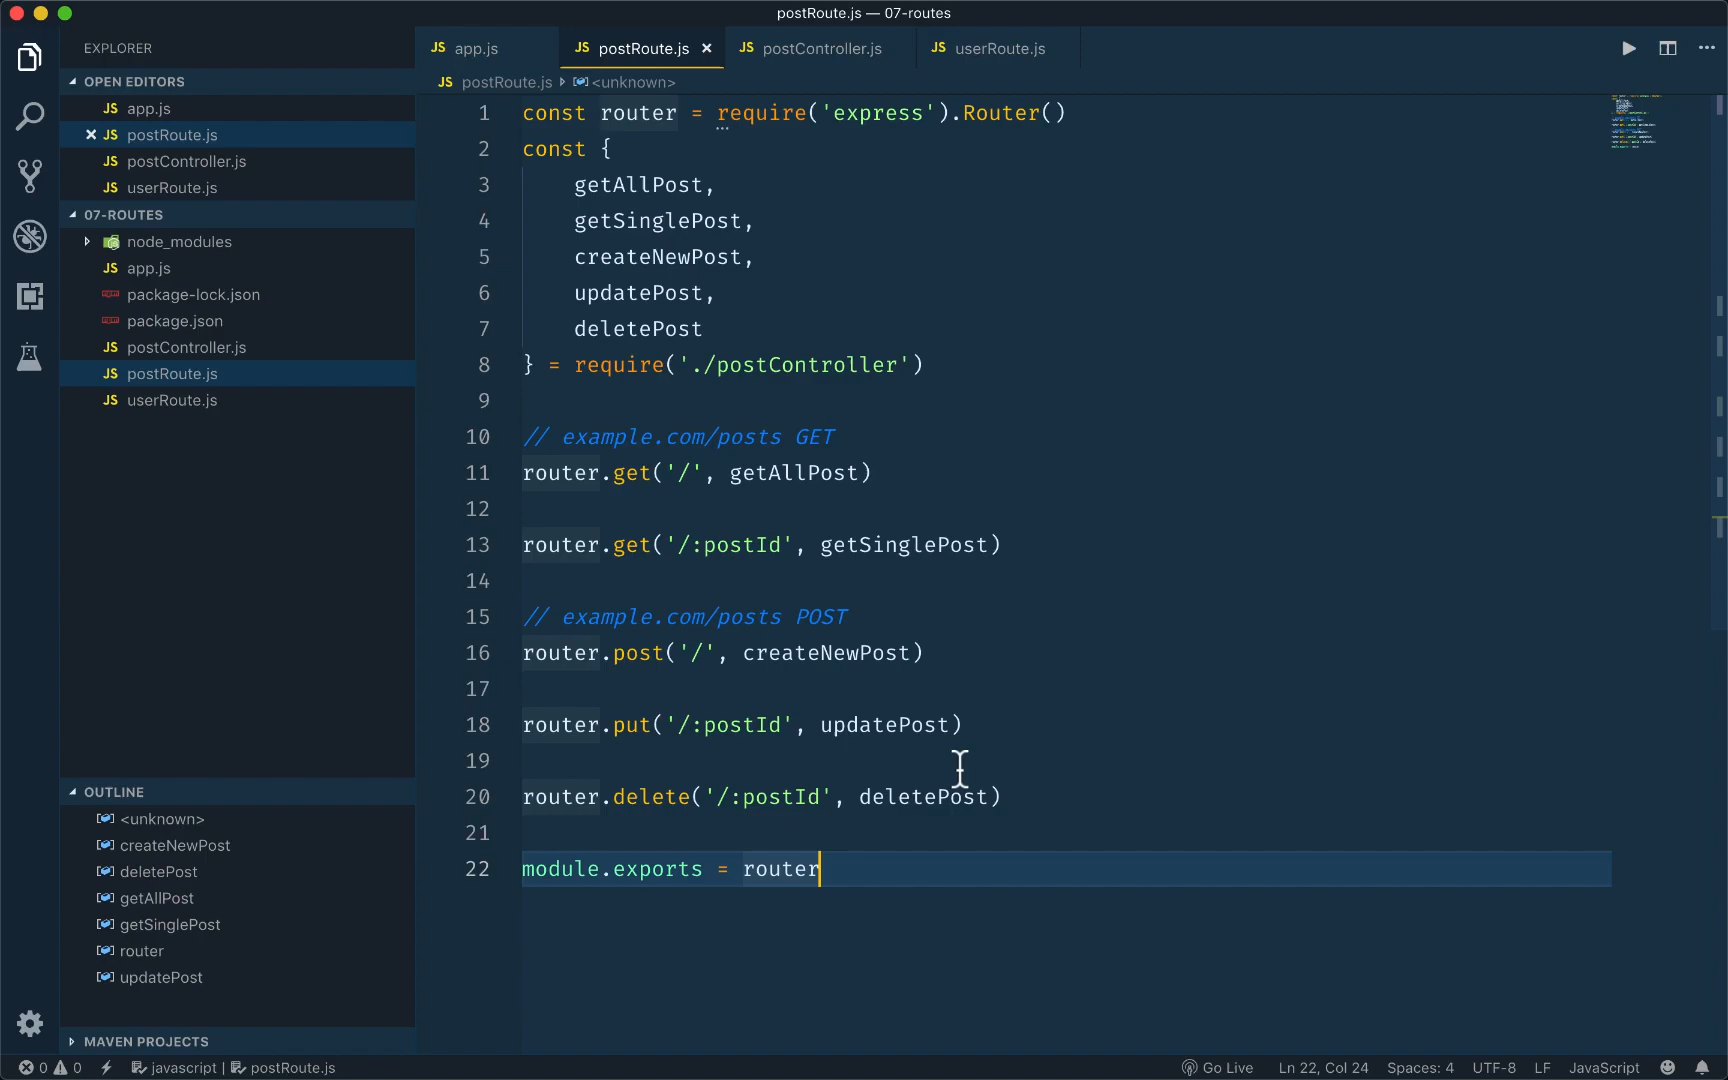 postRoute.js — 07-routes
EXPLORER
OPEN EDITORS
JS app.js
JS postRoute.js
JS postController.js
JS userRoute.js
07-ROUTES
node_modules
JS app.js
package-lock.json
package.json
JS postController.js
JS postRoute.js
JS userRoute.js
OUTLINE
<unknown>
createNewPost
deletePost
getAllPost
getSinglePost
router
updatePost
MAVEN PROJECTS
JS app.js JS postRoute.js JS postController.js JS userRoute.js
JS postRoute.js <unknown>
1 const router = require('express').Router()
2 const {
3 getAllPost,
4 getSinglePost,
5 createNewPost,
6 updatePost,
7 deletePost
8 } = require('./postController')
9
10 // example.com/posts GET
11 router.get('/', getAllPost)
12
13 router.get('/:postId', getSinglePost)
14
15 // example.com/posts POST
16 router.post('/', createNewPost)
17
18 router.put('/:postId', updatePost)
19
20 router.delete('/:postId', deletePost)
21
22 module.exports = router
0 0 javascript | postRoute.js Go Live Ln 22, Col 24 Spaces: 4 UTF-8 LF JavaScript